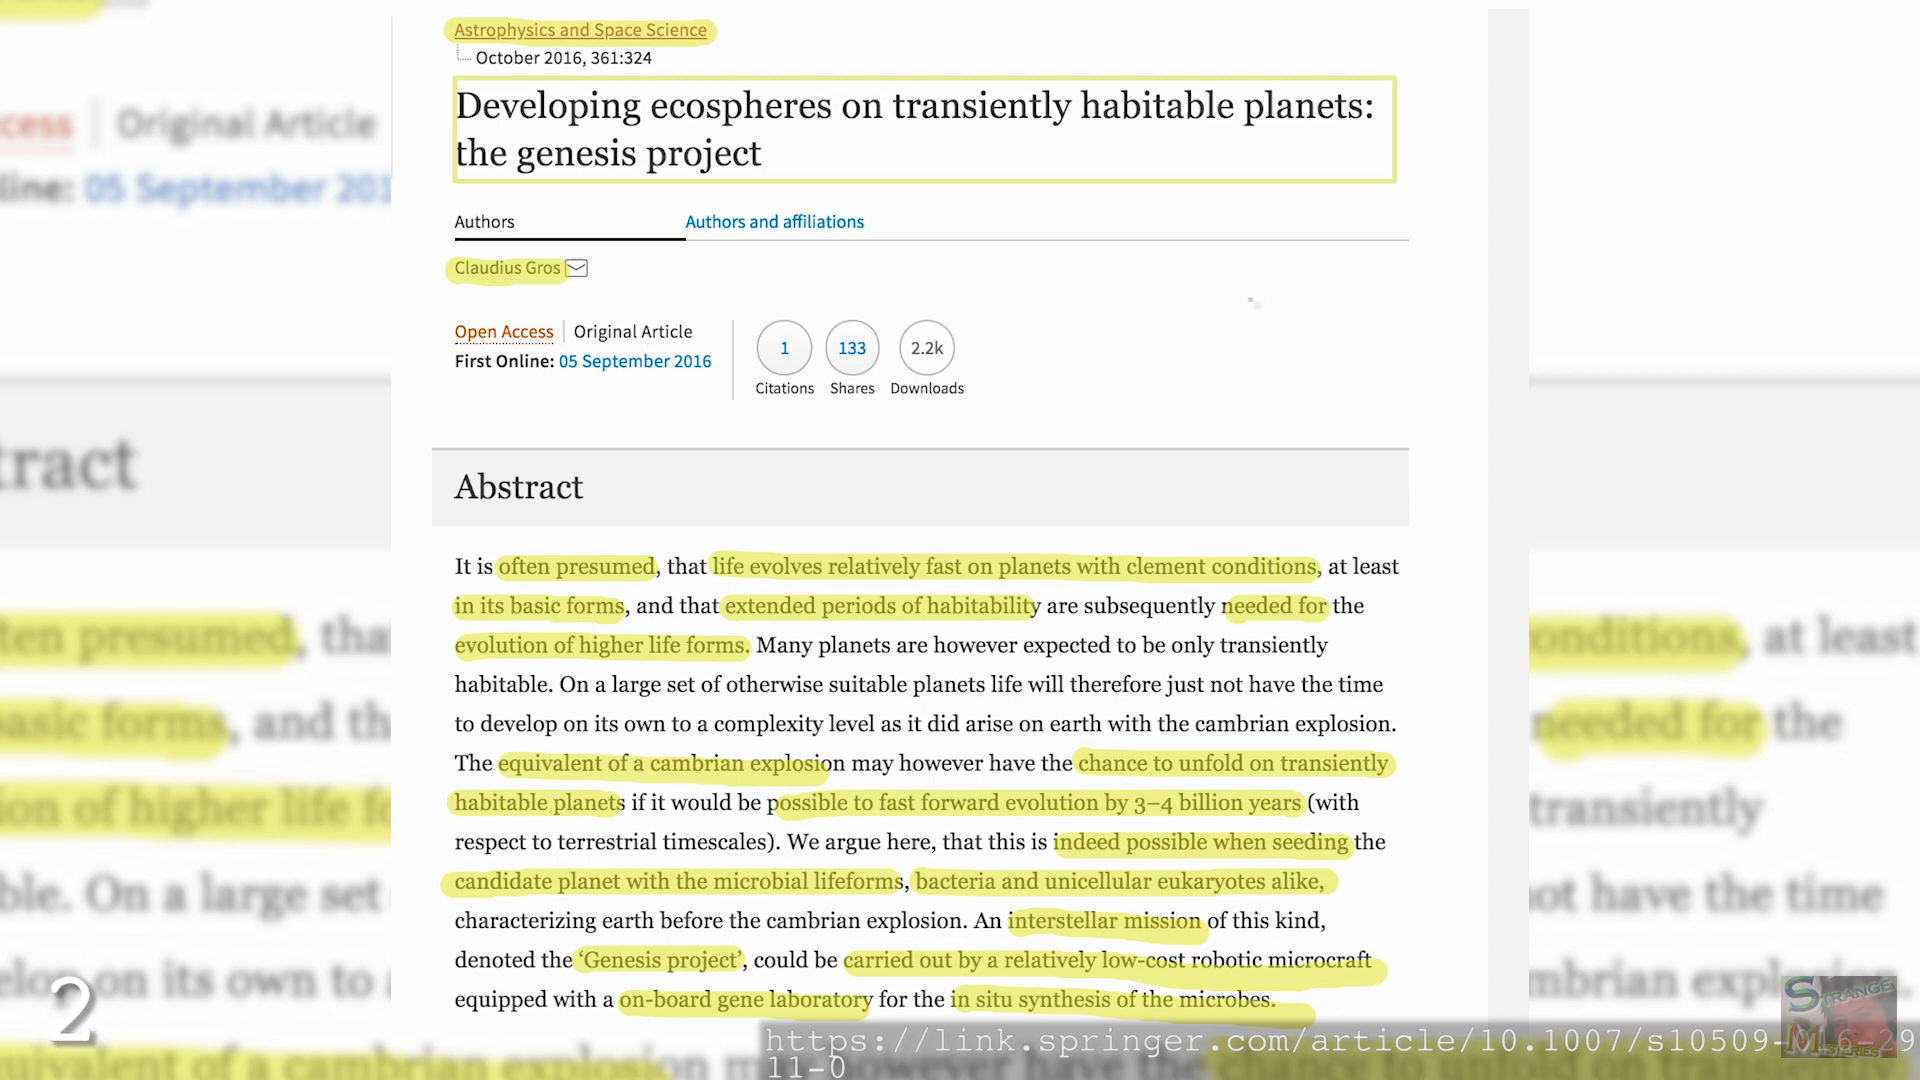 Astrophysics and Space Science
October 2016, 361:324
Developing ecospheres on transiently habitable planets:
the genesis project
Authors
Authors and affiliations
Claudius Gros
Open Access
Original Article
First Online: 05 September 2016
1
133
2.2k
Citations
Shares
Downloads
Abstract
It is often presumed, that life evolves relatively fast on planets with clement conditions, at least
in its basic forms, and that extended periods of habitability are subsequently needed for the
evolution of higher life forms. Many planets are however expected to be only transiently
habitable. On a large set of otherwise suitable planets life will therefore just not have the time
to develop on its own to a complexity level as it did arise on earth with the cambrian explosion.
The equivalent of a cambrian explosion may however have the chance to unfold on transiently
habitable planets if it would be possible to fast forward evolution by 3–4 billion years (with
respect to terrestrial timescales). We argue here, that this is indeed possible when seeding the
candidate planet with the microbial lifeforms, bacteria and unicellular eukaryotes alike,
characterizing earth before the cambrian explosion. An interstellar mission of this kind,
denoted the ‘Genesis project’, could be carried out by a relatively low-cost robotic microcraft
equipped with a on-board gene laboratory for the in situ synthesis of the microbes.
2
https://link.springer.com/article/10.1007/s10509-016-29
11-0
STRANGE
MYSTERIES